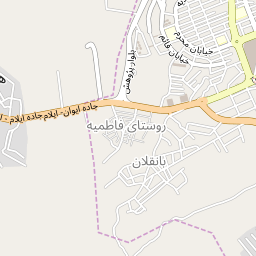 خیابان محرم
خیابان قائم
بلوار پژوهش
جاده ایوان- ایلام
جاده ایلام -
روستای فاطمیه
بانقلان